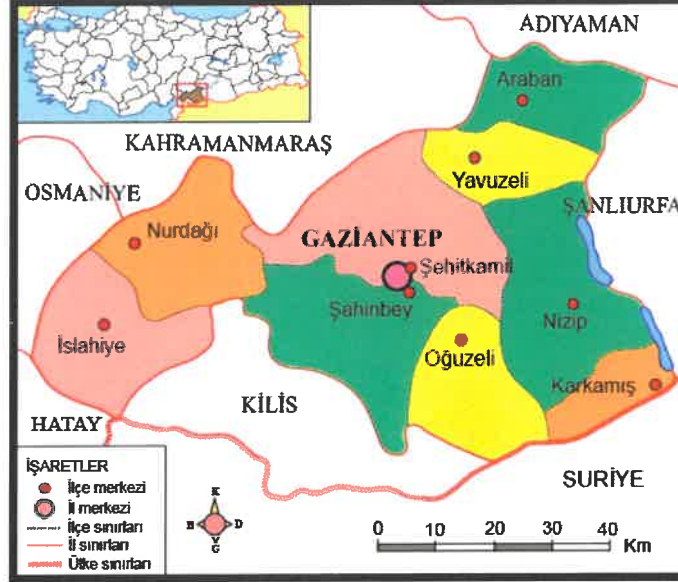 ADIYAMAN
Araban
KAHRAMANMARAŞ
Yavuzeli
OSMANİYE
ŞANLIURFA
Nurdağı
GAZİANTEP
Şehitkamil
Şahinbey
Nizip
İslahiye
Oğuzeli
Karkamış
KİLİS
HATAY
SURİYE
İŞARETLER
İlçe merkezi
İl merkezi
İlçe sınırları
İl sınırları
Ülke sınırları
K
B D
G
0 10 20 30 40
Km